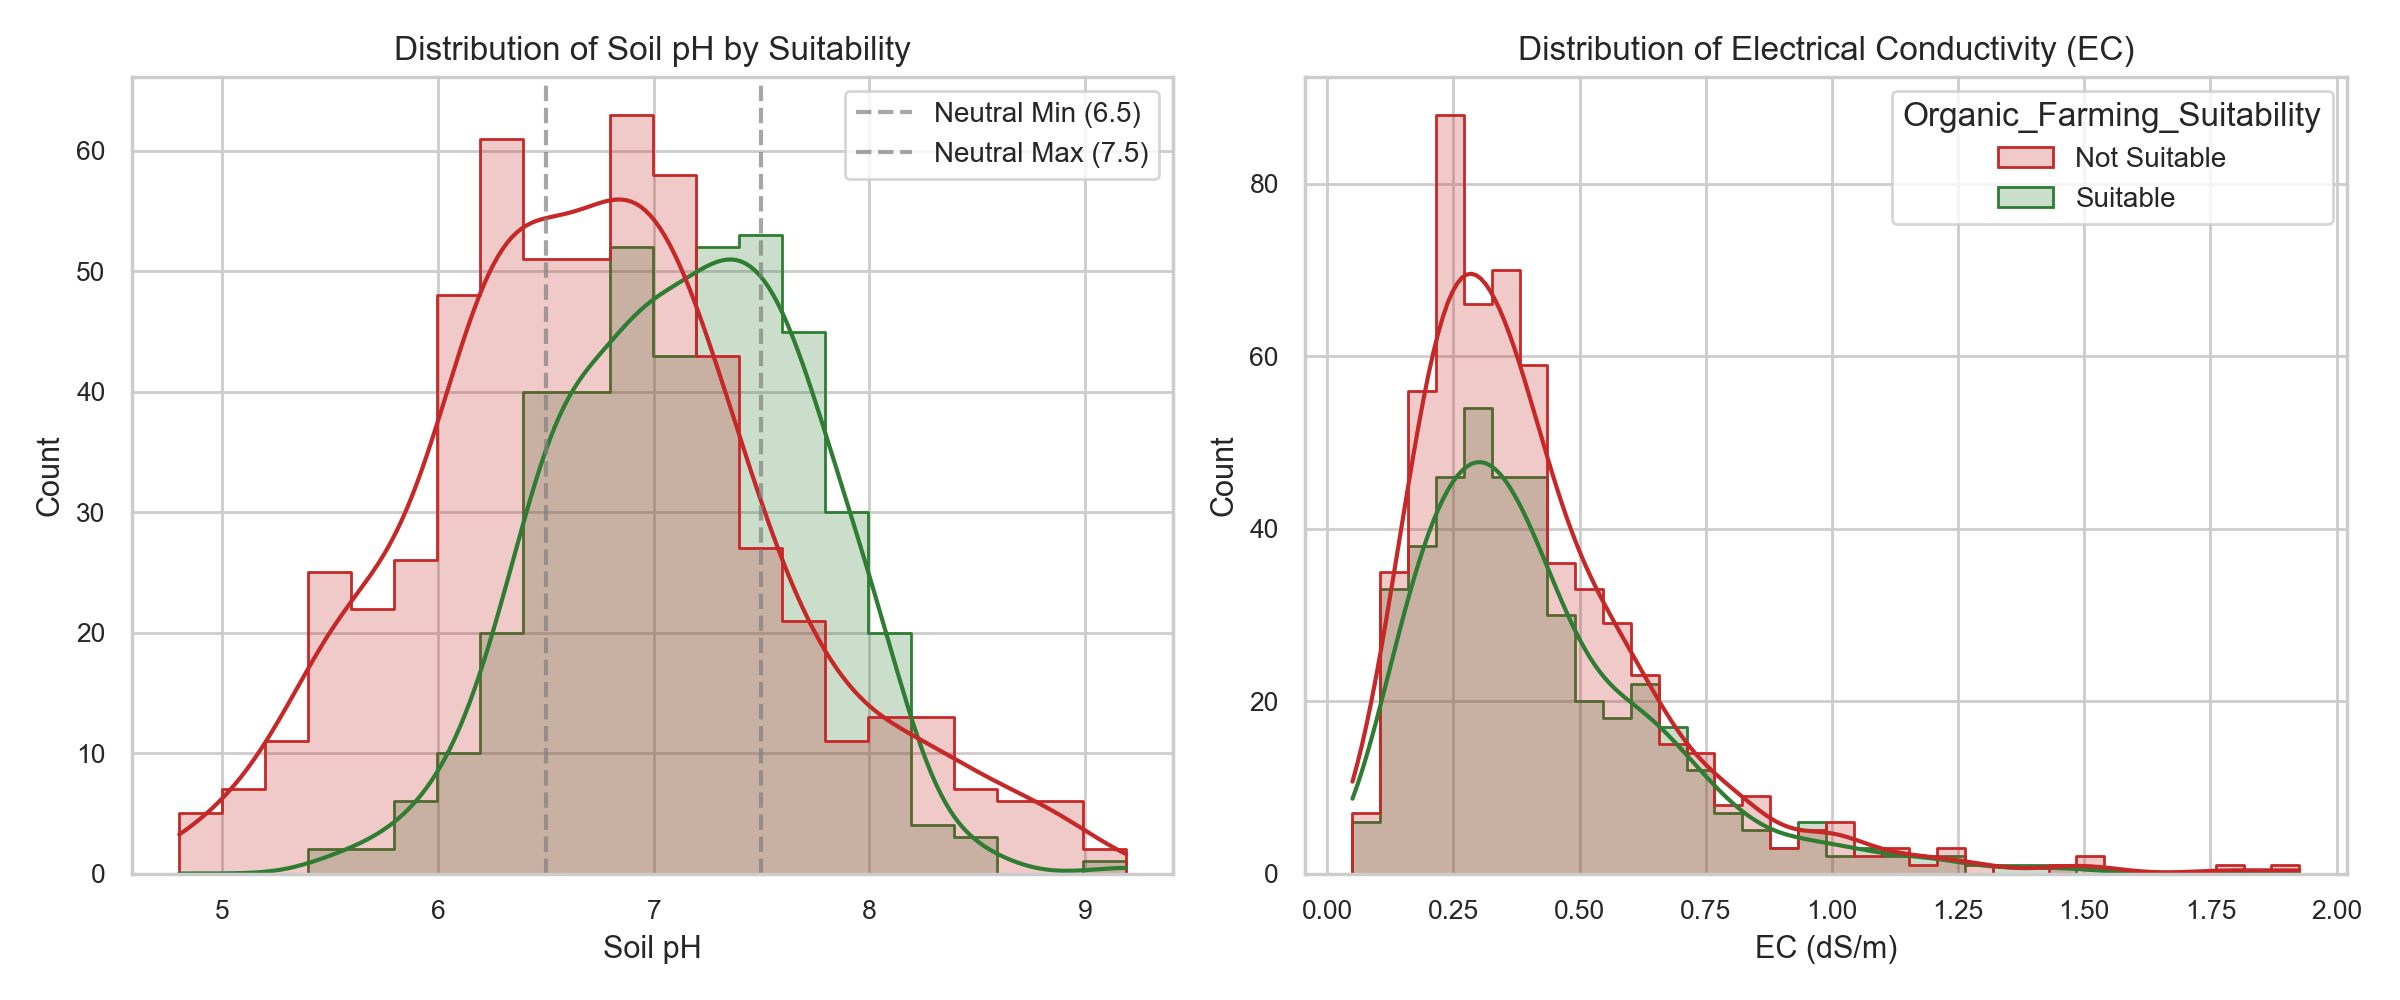 Distribution of Soil pH by Suitability
Neutral Min (6.5)
Neutral Max (7.5)
60
50
40
30
20
10
0
Count
5 6 7 8 9
Soil pH
Distribution of Electrical Conductivity (EC)
Organic_Farming_Suitability
Not Suitable
Suitable
80
60
40
20
0
Count
0.00 0.25 0.50 0.75 1.00 1.25 1.50 1.75 2.00
EC (dS/m)